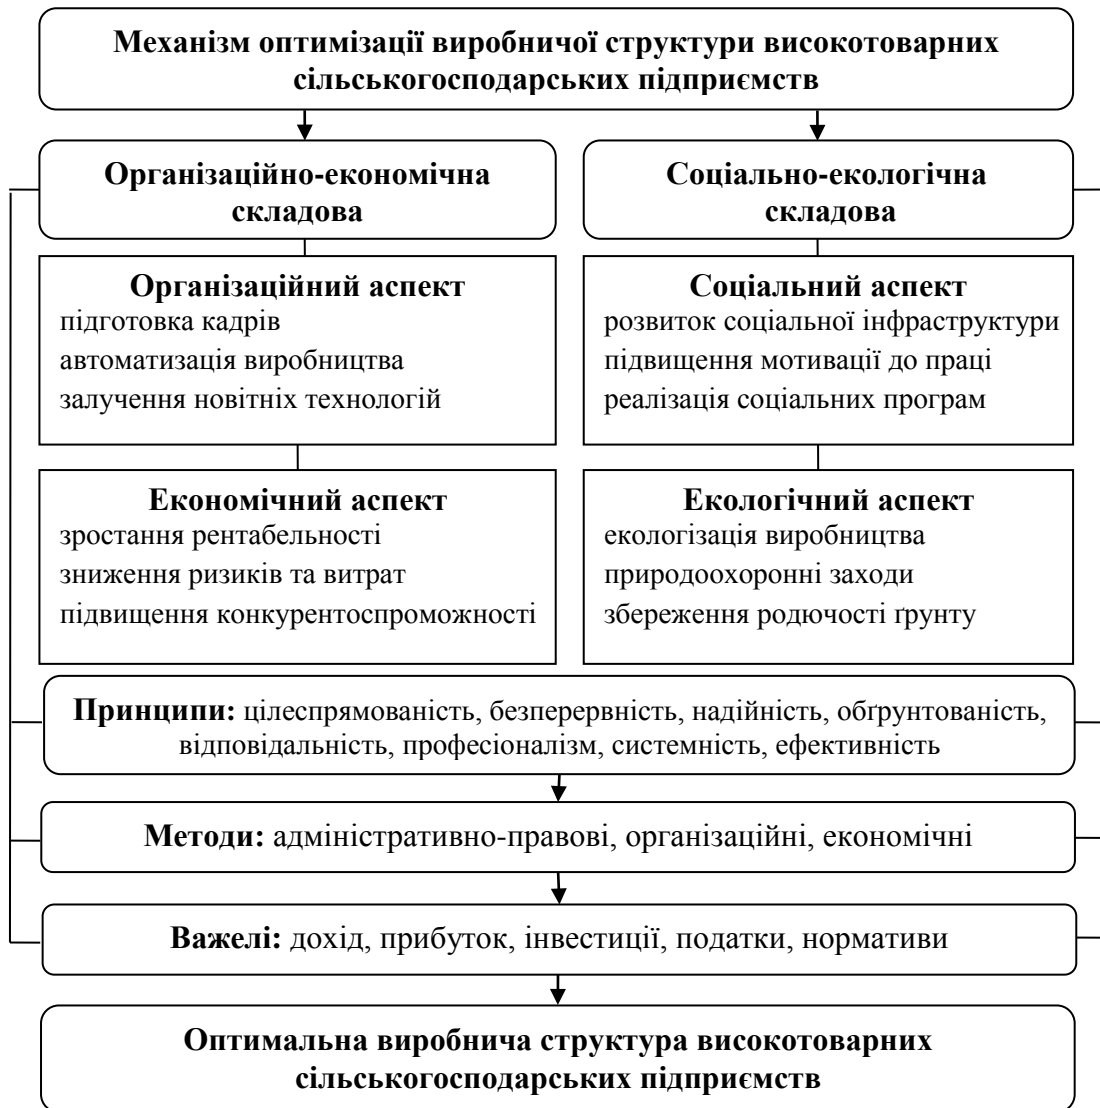 Механізм оптимізації виробничої структури високотоварних
сільськогосподарських підприємств
Організаційно-економічна
складова
Соціально-екологічна
складова
Організаційний аспект
підготовка кадрів
автоматизація виробництва
залучення новітніх технологій
Соціальний аспект
розвиток соціальної інфраструктури
підвищення мотивації до праці
реалізація соціальних програм
Економічний аспект
зростання рентабельності
зниження ризиків та витрат
підвищення конкурентоспроможності
Екологічний аспект
екологізація виробництва
природоохоронні заходи
збереження родючості ґрунту
Принципи: цілеспрямованість, безперервність, надійність, обґрунтованість,
відповідальність, професіоналізм, системність, ефективність
Методи: адміністративно-правові, організаційні, економічні
Важелі: дохід, прибуток, інвестиції, податки, нормативи
Оптимальна виробнича структура високотоварних
сільськогосподарських підприємств